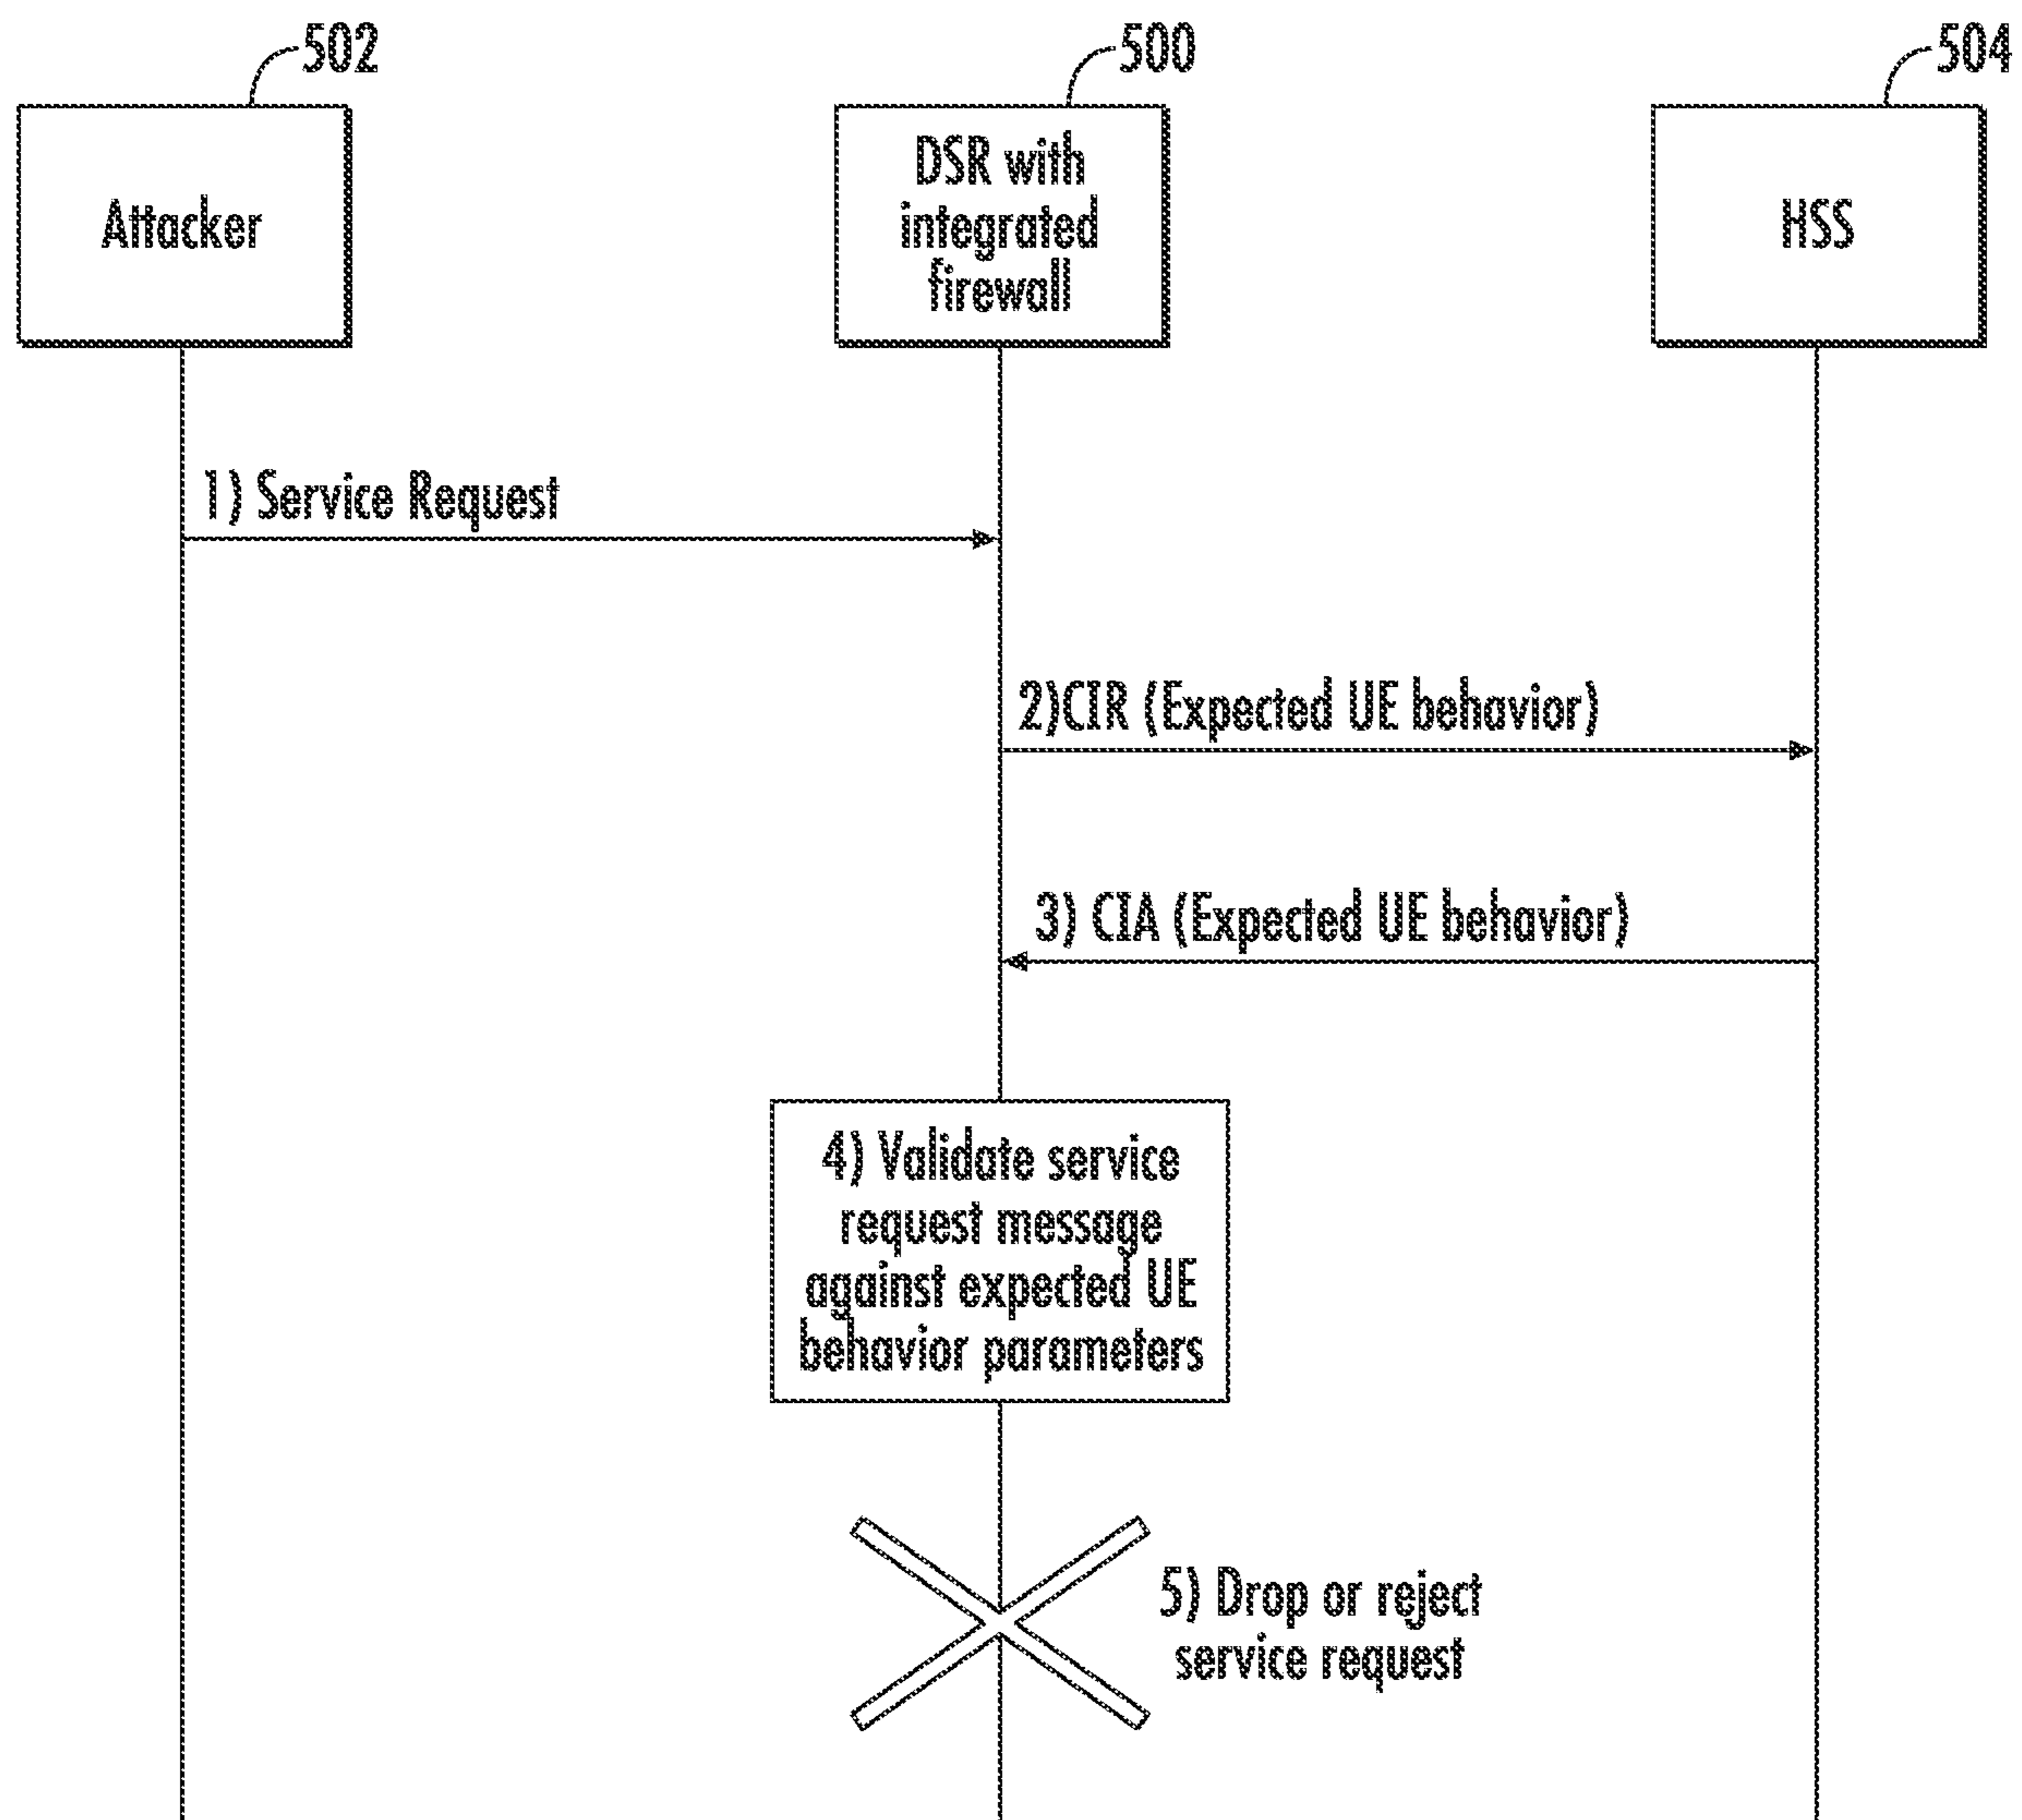 502
500
504
Attacker
DSR with
integrated
firewall
HSS
1) Service Request
2)CIR (Expected UE behavior)
3) CIA (Expected UE behavior)
4) Validate service
request message
against expected UE
behavior parameters
5) Drop or reject
service request